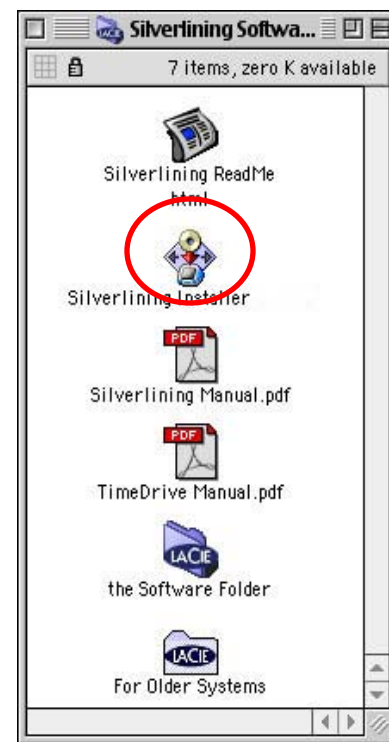 Silverlining Softwa...
7 items, zero K available
Silverlining ReadMe
html
Silverlining Installer
PDF
Silverlining Manual.pdf
PDF
TimeDrive Manual.pdf
LACIE
the Software Folder
LACIE
For Older Systems